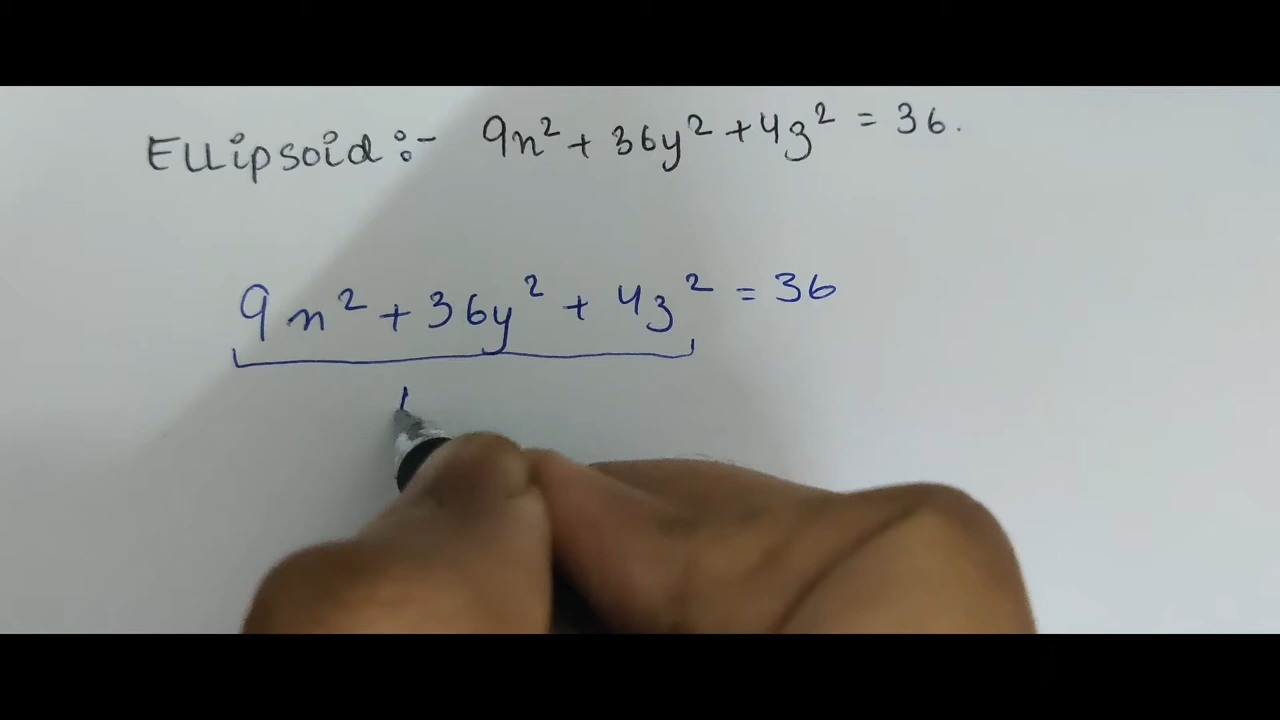 Ellipsoid :- 9x² + 36y² + 4z² = 36.
9x² + 36y² + 4z² = 36